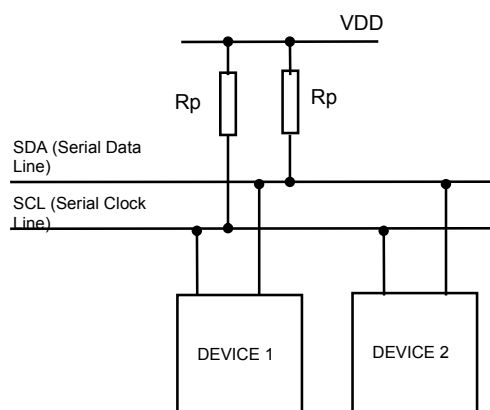 VDD
Rp
Rp
SDA (Serial Data
Line)
SCL (Serial Clock
Line)
DEVICE 1
DEVICE 2